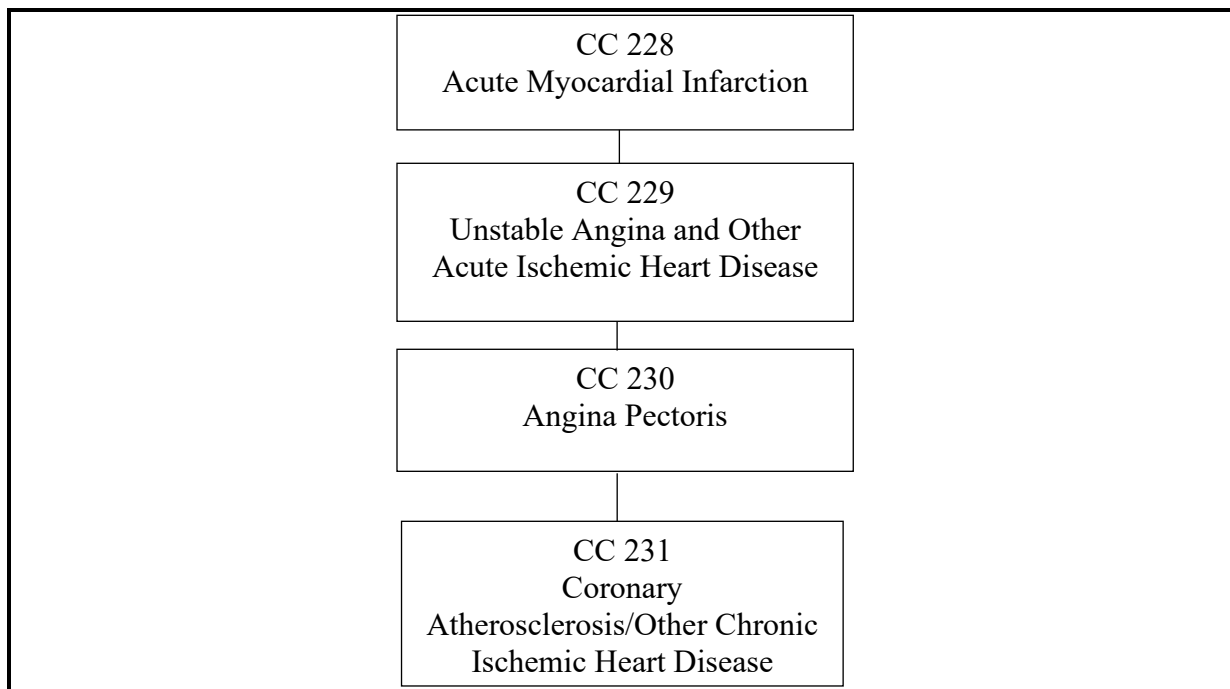 CC 228
Acute Myocardial Infarction
CC 229
Unstable Angina and Other
Acute Ischemic Heart Disease
CC 230
Angina Pectoris
CC 231
Coronary
Atherosclerosis/Other Chronic
Ischemic Heart Disease